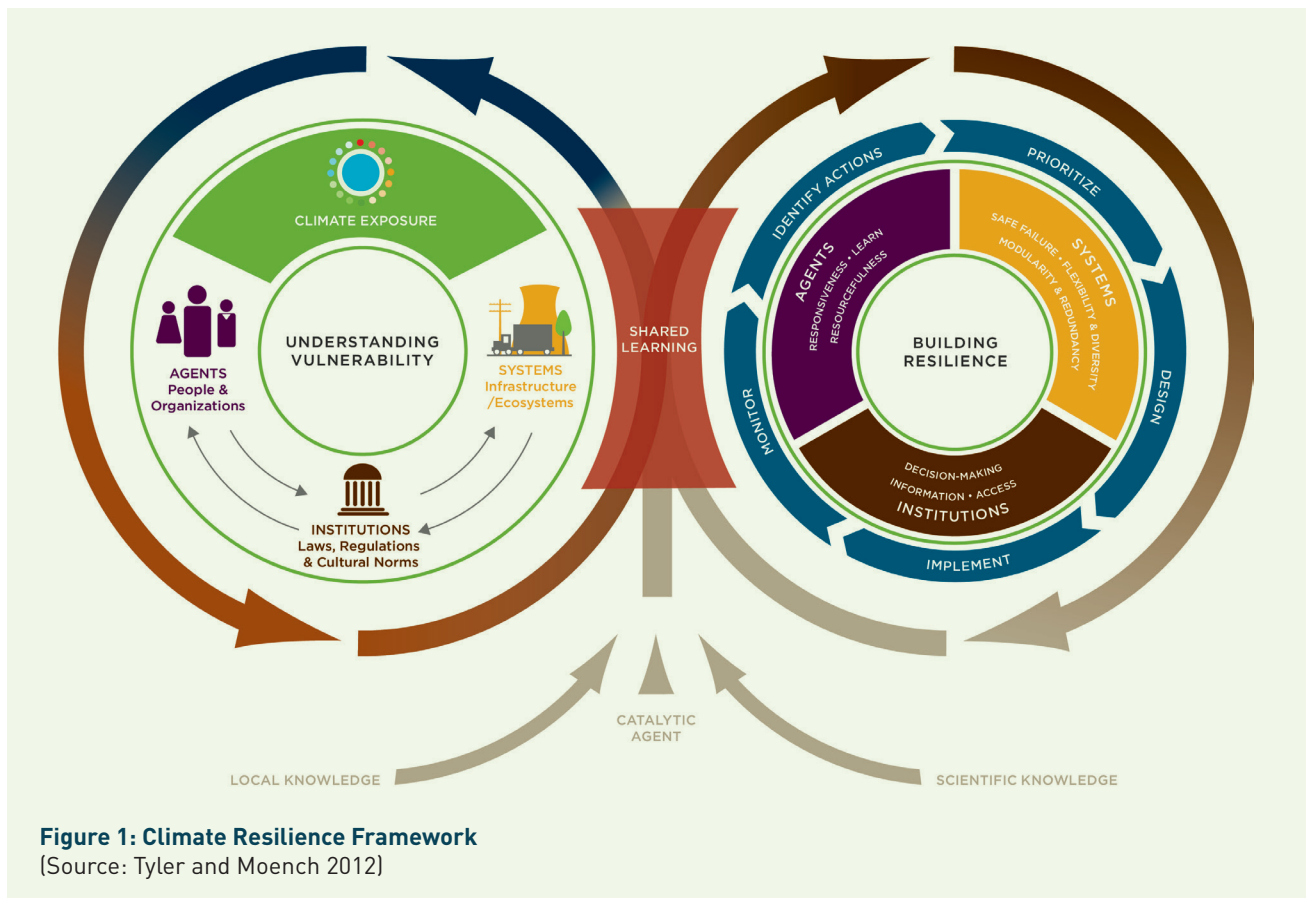 CLIMATE EXPOSURE
UNDERSTANDING
VULNERABILITY
AGENTS
People &
Organizations
SYSTEMS
Infrastructure
/Ecosystems
INSTITUTIONS
Laws, Regulations
& Cultural Norms
SHARED
LEARNING
IDENTIFY ACTIONS
PRIORITIZE
DESIGN
IMPLEMENT
MONITOR
AGENTS
RESPONSIVENESS • LEARN
RESOURCEFULNESS
SYSTEMS
SAFE FAILURE • FLEXIBILITY & DIVERSITY
MODULARITY & REDUNDANCY
BUILDING
RESILIENCE
DECISION-MAKING
INFORMATION • ACCESS
INSTITUTIONS
CATALYTIC
AGENT
LOCAL KNOWLEDGE
SCIENTIFIC KNOWLEDGE
Figure 1: Climate Resilience Framework
(Source: Tyler and Moench 2012)